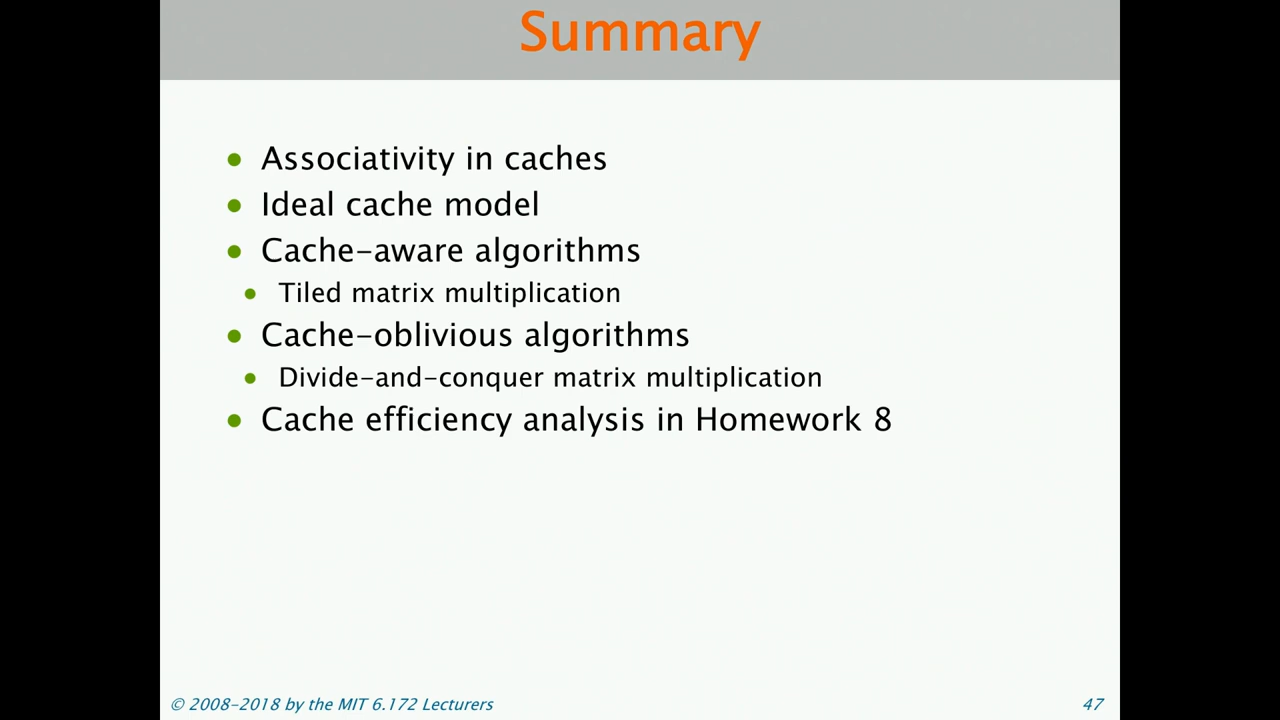 Summary
• Associativity in caches
• Ideal cache model
• Cache-aware algorithms
• Tiled matrix multiplication
• Cache-oblivious algorithms
• Divide-and-conquer matrix multiplication
• Cache efficiency analysis in Homework 8
© 2008-2018 by the MIT 6.172 Lecturers
47